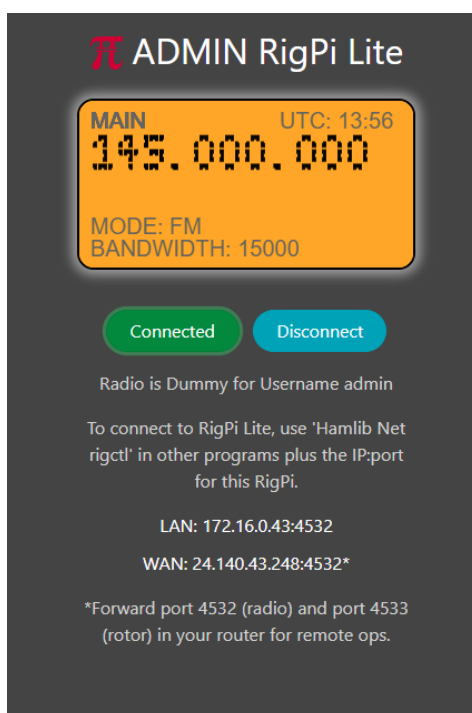 π ADMIN RigPi Lite
MAIN UTC: 13:56
145.000.000
MODE: FM
BANDWIDTH: 15000
Connected Disconnect
Radio is Dummy for Username admin
To connect to RigPi Lite, use 'Hamlib Net
rigctl' in other programs plus the IP:port
for this RigPi.
LAN: 172.16.0.43:4532
WAN: 24.140.43.248:4532*
*Forward port 4532 (radio) and port 4533
(rotor) in your router for remote ops.